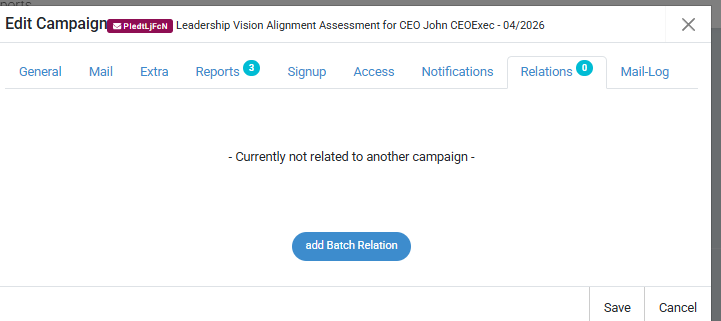 Edit Campaign PIedtLjFcN Leadership Vision Alignment Assessment for CEO John CEOExec - 04/2026
General Mail Extra Reports 3 Signup Access Notifications Relations 0 Mail-Log
- Currently not related to another campaign -
add Batch Relation
Save Cancel